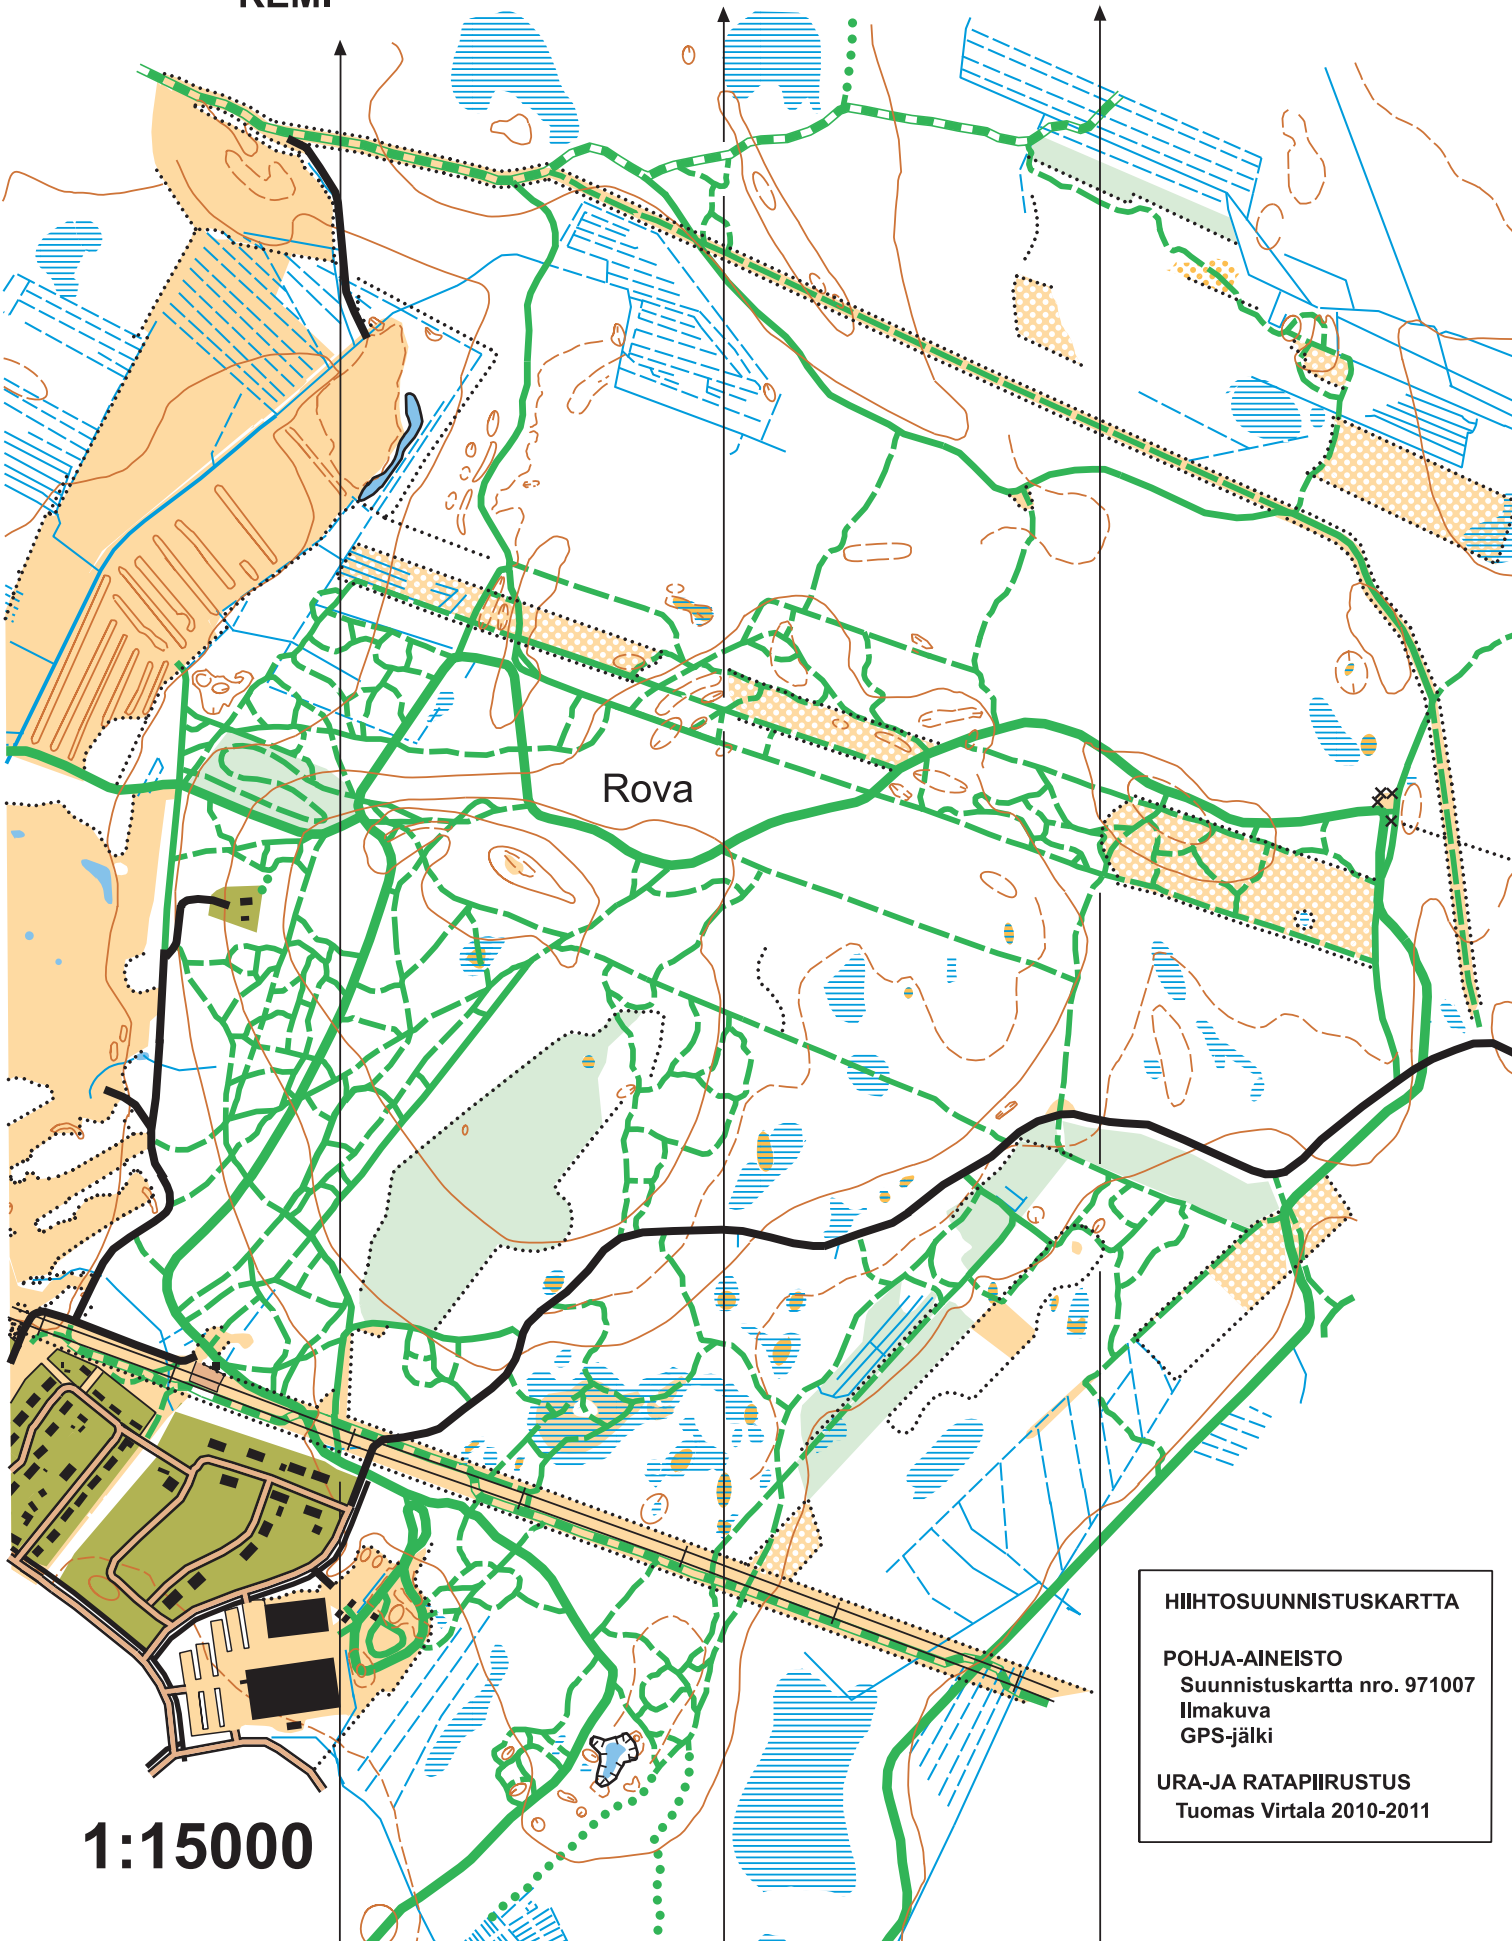 KEMI
Rova
HIIHTOSUUNNISTUSKARTTA
POHJA-AINEISTO
Suunnistuskartta nro. 971007
Ilmakuva
GPS-jälki
URA-JA RATAPIIRUSTUS
Tuomas Virtala 2010-2011
1:15000